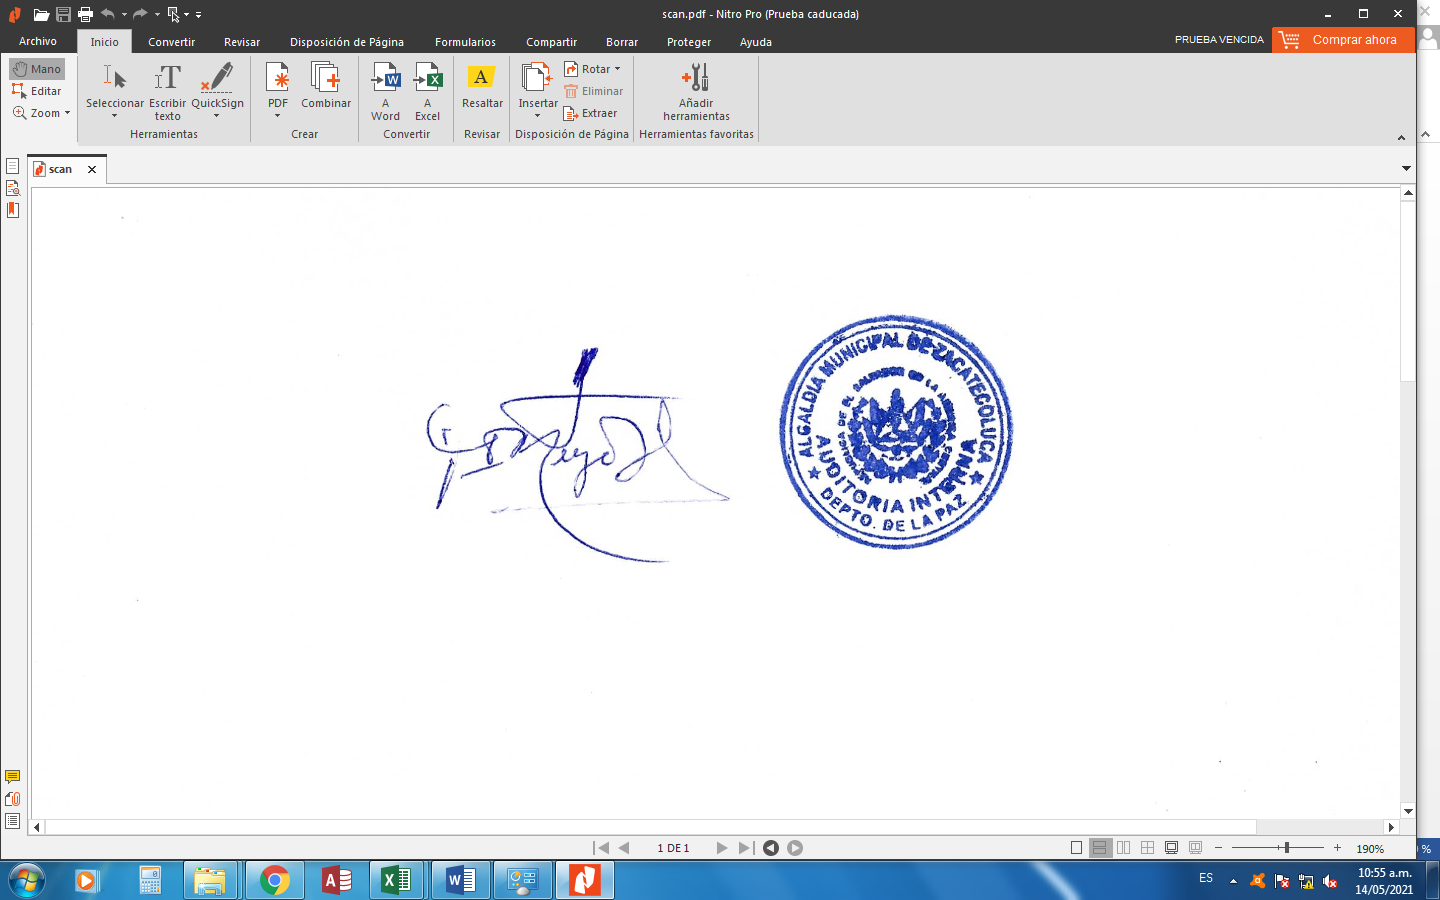 scan.pdf - Nitro Pro (Prueba caducada)
Archivo Inicio Convertir Revisar Disposición de Página Formularios Compartir Borrar Proteger Ayuda PRUEBA VENCIDA Comprar ahora
Mano
Editar
Zoom
Seleccionar
Escribir texto
QuickSign
Herramientas
PDF
Combinar
Crear
A Word
A Excel
Convertir
Resaltar
Revisar
Insertar
Rotar
Eliminar
Extraer
Disposición de Página
Añadir herramientas
Herramientas favoritas
scan
ALCALDIA MUNICIPAL DE ZACATECOLUCA
AUDITORIA INTERNA
DEPTO. DE LA PAZ
1 DE 1
190%
%
ES
10:55 a.m.
14/05/2021